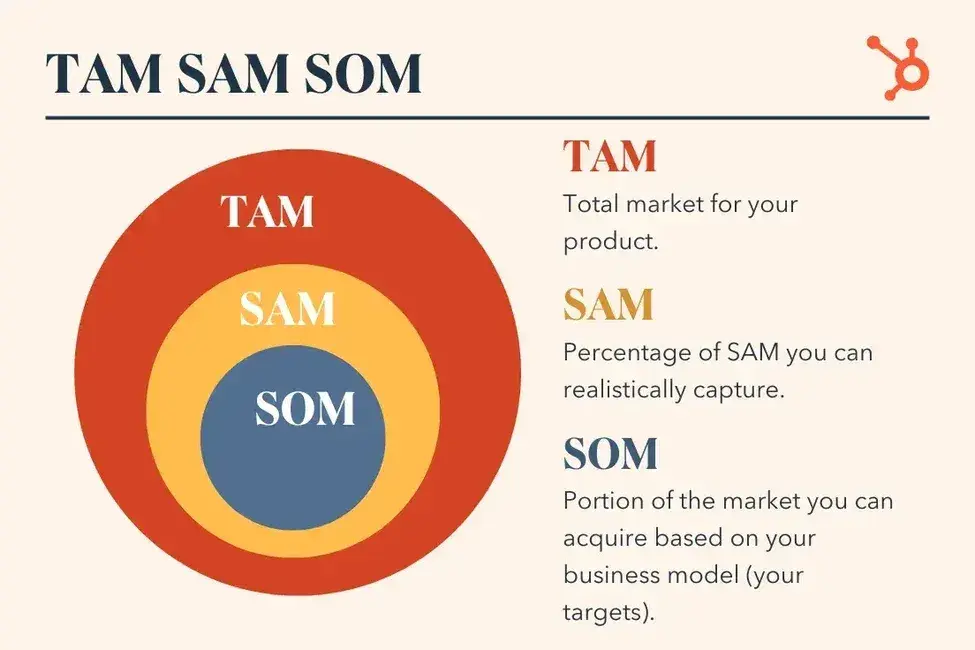 TAM SAM SOM
TAM
SAM
SOM
TAM
Total market for your
product.
SAM
Percentage of SAM you can
realistically capture.
SOM
Portion of the market you can
acquire based on your
business model (your
targets).